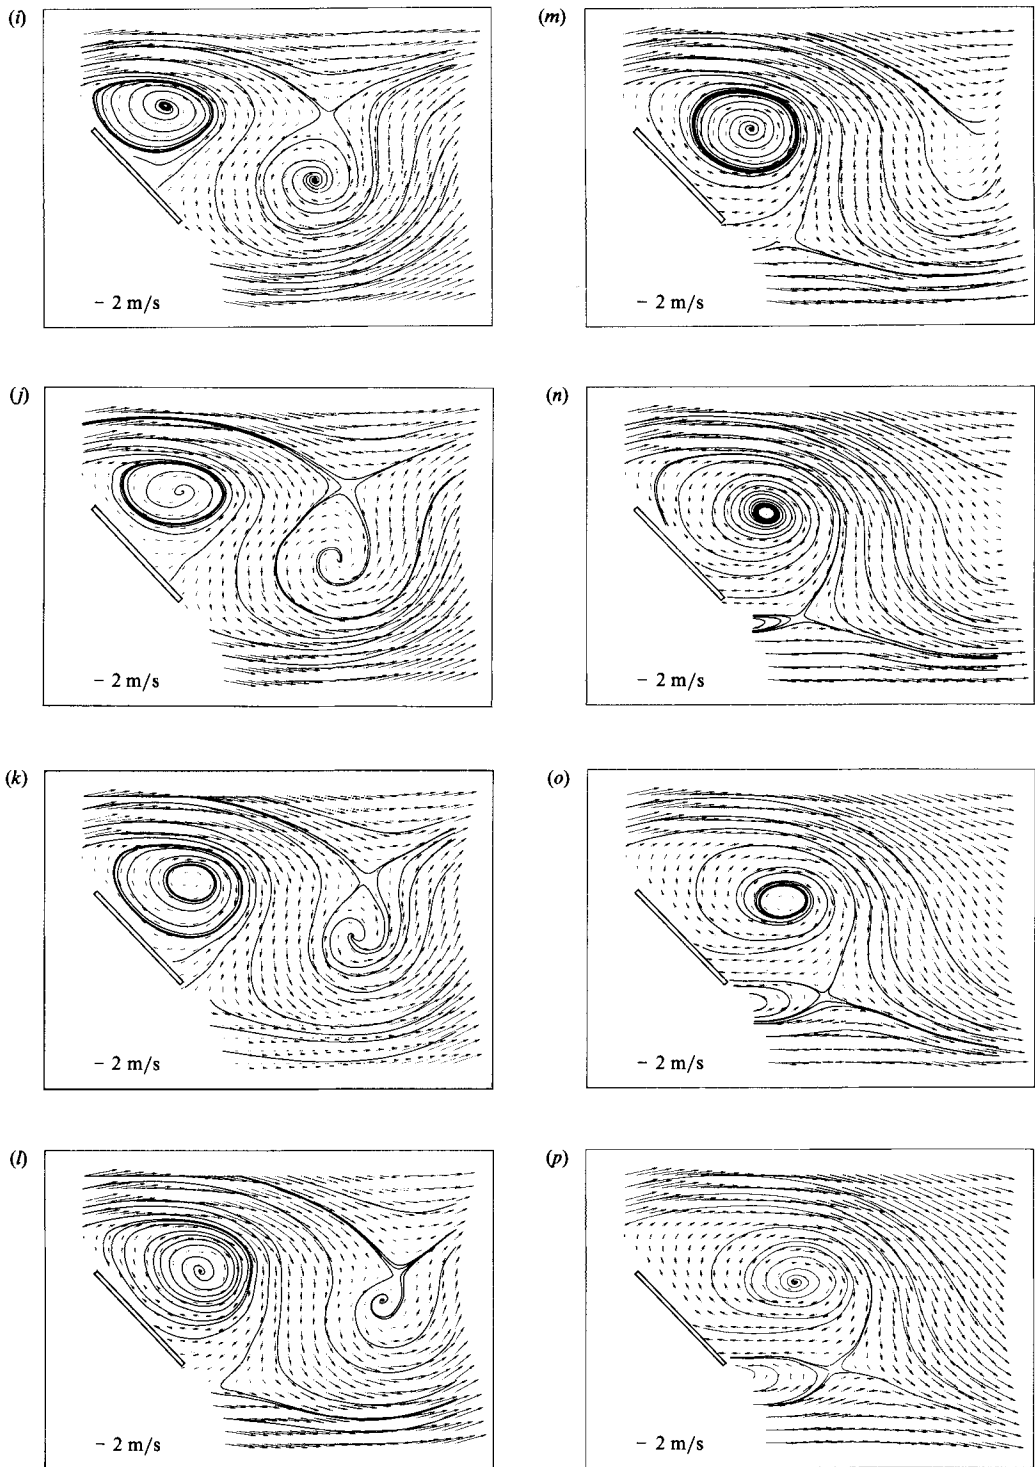 (i)
– 2 m/s
(j)
– 2 m/s
(k)
– 2 m/s
(l)
– 2 m/s
(m)
– 2 m/s
(n)
– 2 m/s
(o)
– 2 m/s
(p)
– 2 m/s